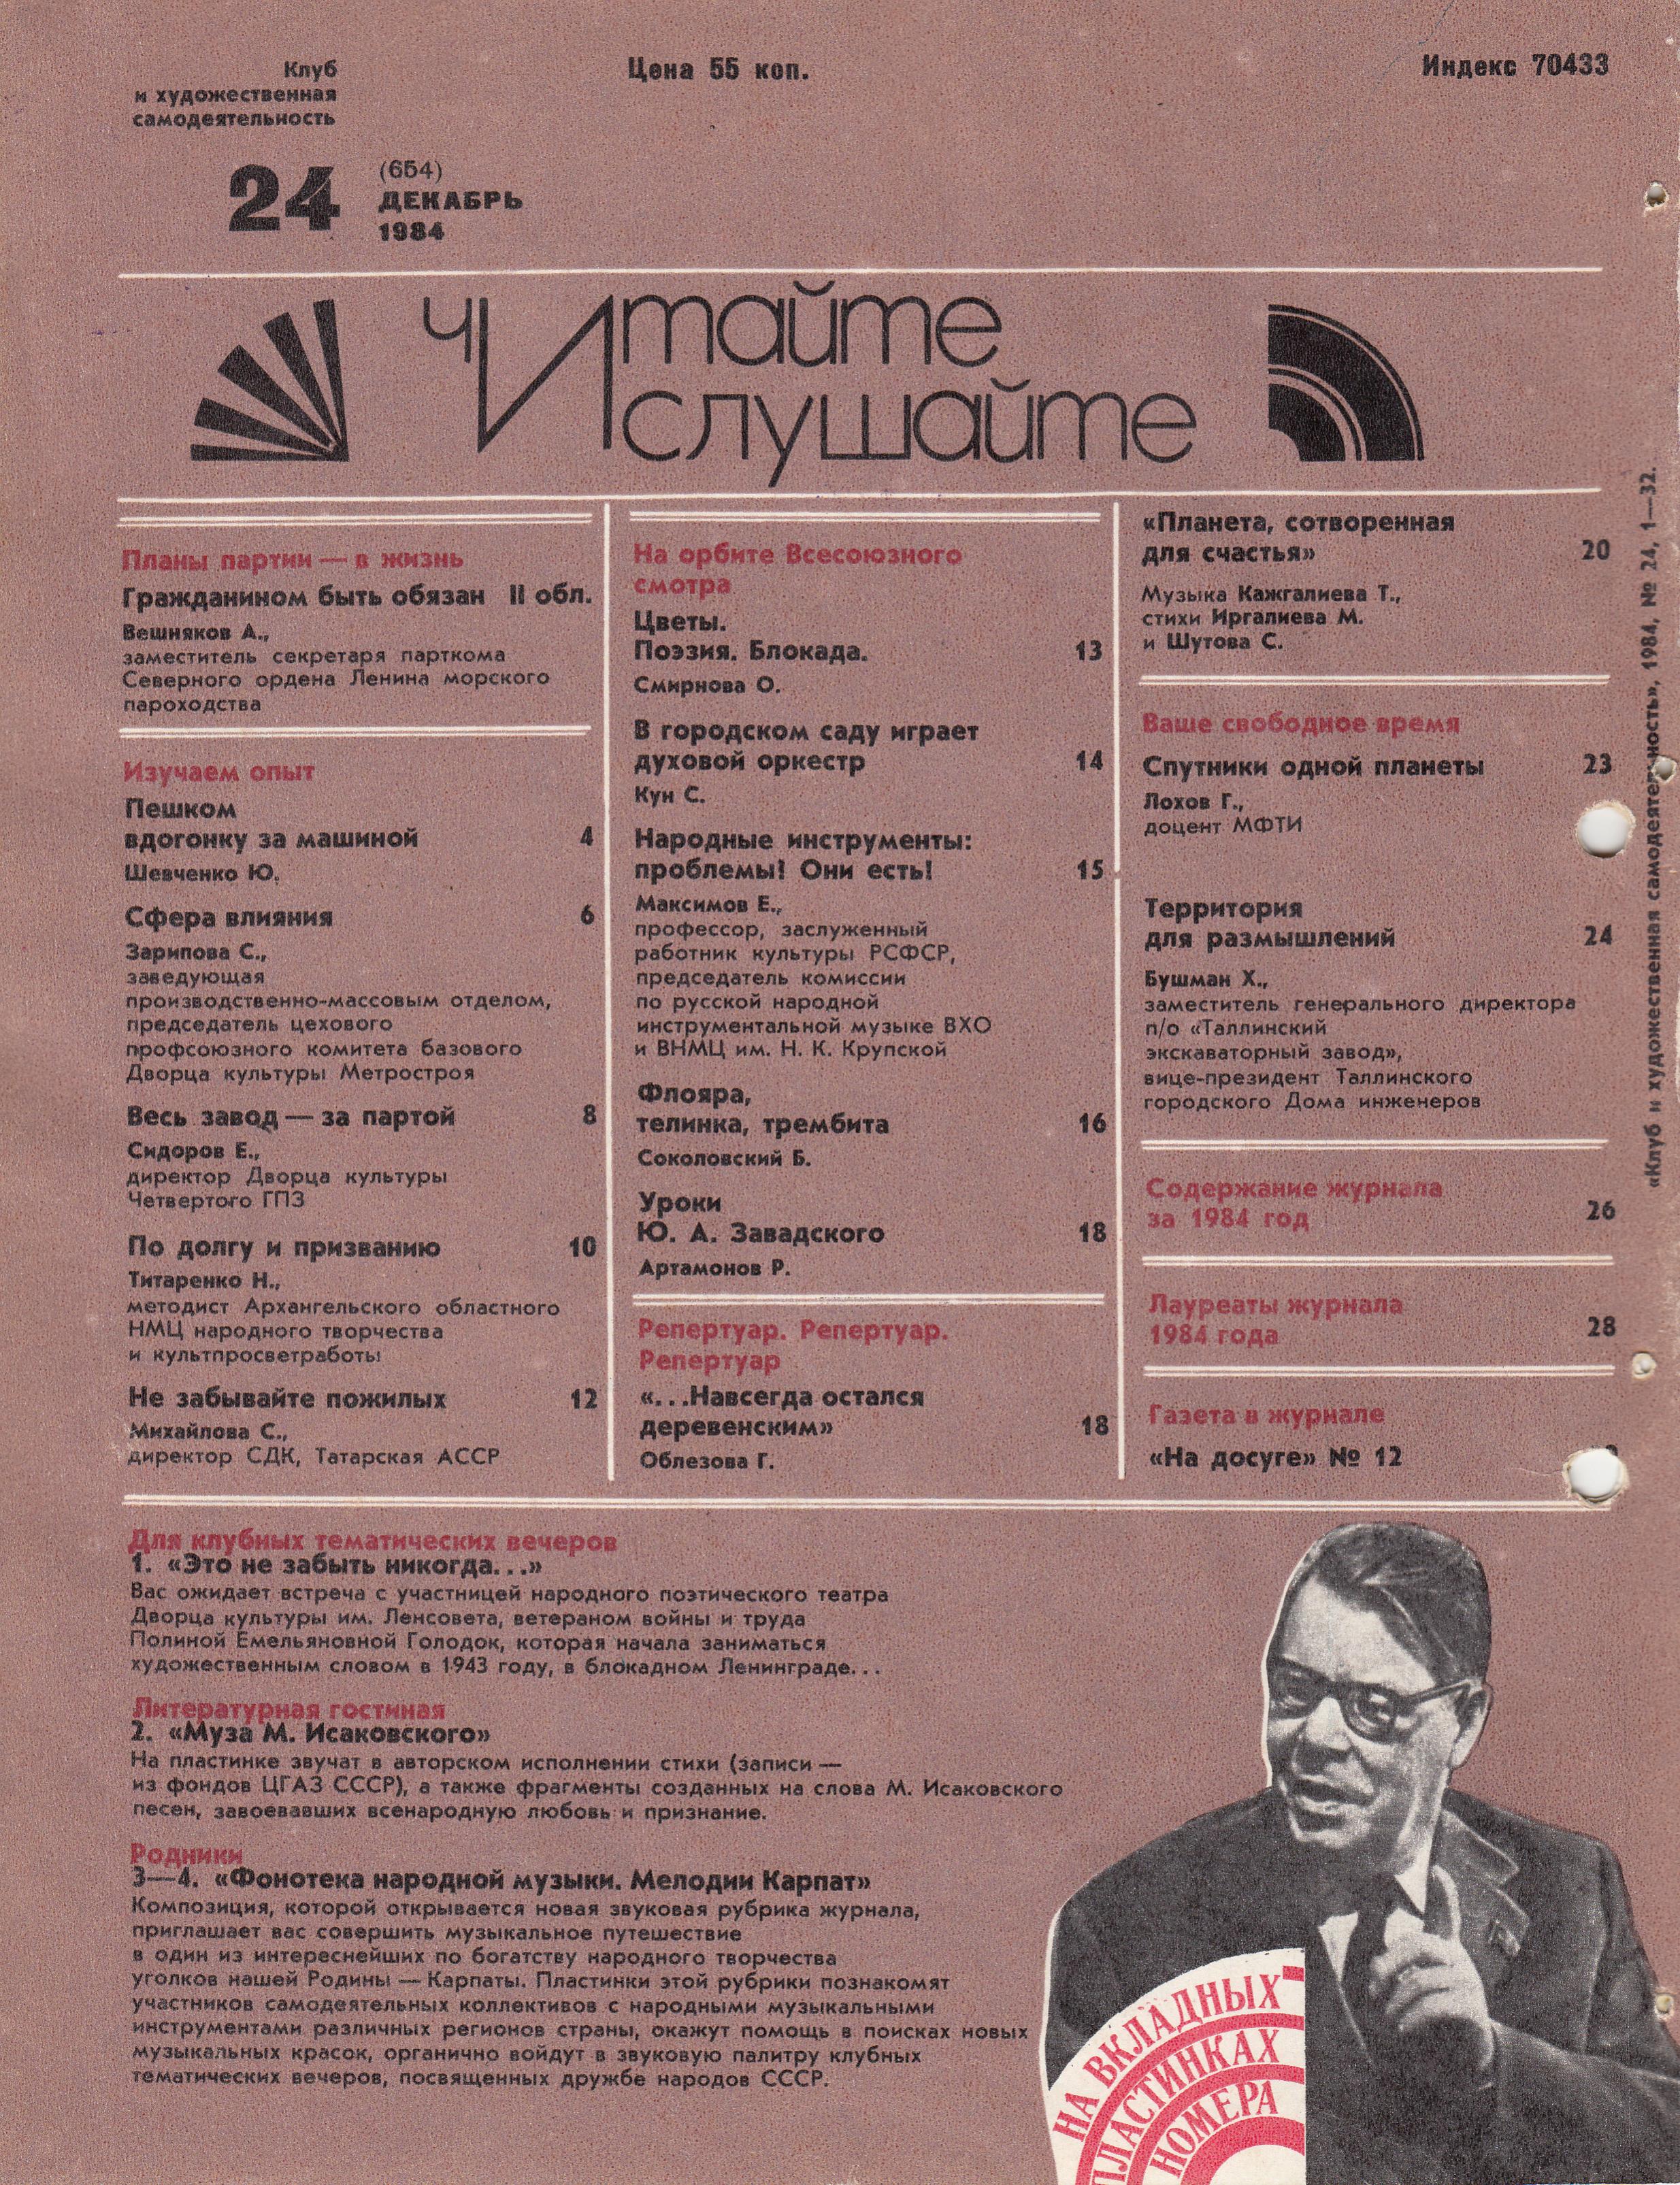 Клуб
и художественная
самодеятельность
Цена 55 коп.
Индекс 70433
24
(654)
ДЕКАБРЬ
1984
чИтайте
Ислушайте
Планы партии — в жизнь
Гражданином быть обязан II обл.
Вешняков А.,
заместитель секретаря парткома
Северного ордена Ленина морского
пароходства
Изучаем опыт
Пешком
вдогонку за машиной 4
Шевченко Ю.
Сфера влияния 6
Зарипова С.,
заведующая
производственно-массовым отделом,
председатель цехового
профсоюзного комитета базового
Дворца культуры Метростроя
Весь завод — за партой 8
Сидоров Е.,
директор Дворца культуры
Четвертого ГПЗ
По долгу и призванию 10
Титаренко Н.,
методист Архангельского областного
НМЦ народного творчества
и культпросветработы
Не забывайте пожилых 12
Михайлова С.,
директор СДК, Татарская АССР
На орбите Всесоюзного
смотра
Цветы.
Поэзия. Блокада. 13
Смирнова О.
В городском саду играет
духовой оркестр 14
Кун С.
Народные инструменты:
проблемы! Они есть! 15
Максимов Е.,
профессор, заслуженный
работник культуры РСФСР,
председатель комиссии
по русской народной
инструментальной музыке ВХО
и ВНМЦ им. Н. К. Крупской
Флояра,
телинка, трембита 16
Соколовский Б.
Уроки
Ю. А. Завадского 18
Артамонов Р.
Репертуар. Репертуар.
Репертуар
«...Навсегда остался
деревенским» 18
Облезова Г.
«Планета, сотворенная
для счастья» 20
Музыка Кажгалиева Т.,
стихи Иргалиева М.
и Шутова С.
Ваше свободное время
Спутники одной планеты 23
Лохов Г.,
доцент МФТИ
Территория
для размышлений 24
Бушман Х.,
заместитель генерального директора
п/о «Таллинский
экскаваторный завод»,
вице-президент Таллинского
городского Дома инженеров
Содержание журнала
за 1984 год 26
Лауреаты журнала
1984 года 28
Газета в журнале
«На досуге» № 12
«Клуб и художественная самодеятельность», 1984, № 24, 1—32.
Для клубных тематических вечеров
1. «Это не забыть никогда...»
Вас ожидает встреча с участницей народного поэтического театра
Дворца культуры им. Ленсовета, ветераном войны и труда
Полиной Емельяновной Голодок, которая начала заниматься
художественным словом в 1943 году, в блокадном Ленинграде...
Литературная гостиная
2. «Муза М. Исаковского»
На пластинке звучат в авторском исполнении стихи (записи —
из фондов ЦГАЗ СССР), а также фрагменты созданных на слова М. Исаковского
песен, завоевавших всенародную любовь и признание.
Родники
3—4. «Фонотека народной музыки. Мелодии Карпат»
Композиция, которой открывается новая звуковая рубрика журнала,
приглашает вас совершить музыкальное путешествие
в один из интереснейших по богатству народного творчества
уголков нашей Родины — Карпаты. Пластинки этой рубрики познакомят
участников самодеятельных коллективов с народными музыкальными
инструментами различных регионов страны, окажут помощь в поисках новых
музыкальных красок, органично войдут в звуковую палитру клубных
тематических вечеров, посвященных дружбе народов СССР.
НА ВКЛАДНЫХ
ПЛАСТИНКАХ
НОМЕРА